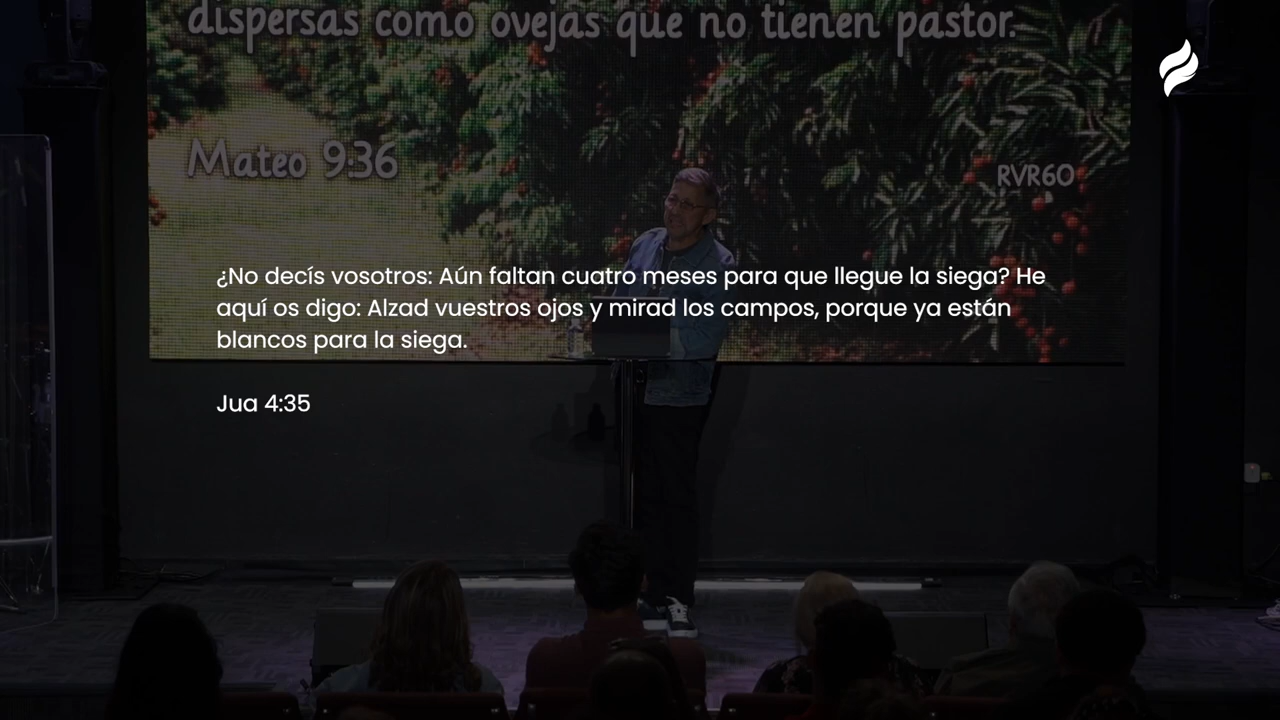 dispersas como ovejas que no tienen pastor.
Mateo 9:36
RVR60
¿No decís vosotros: Aún faltan cuatro meses para que llegue la siega? He
aquí os digo: Alzad vuestros ojos y mirad los campos, porque ya están
blancos para la siega.
Jua 4:35